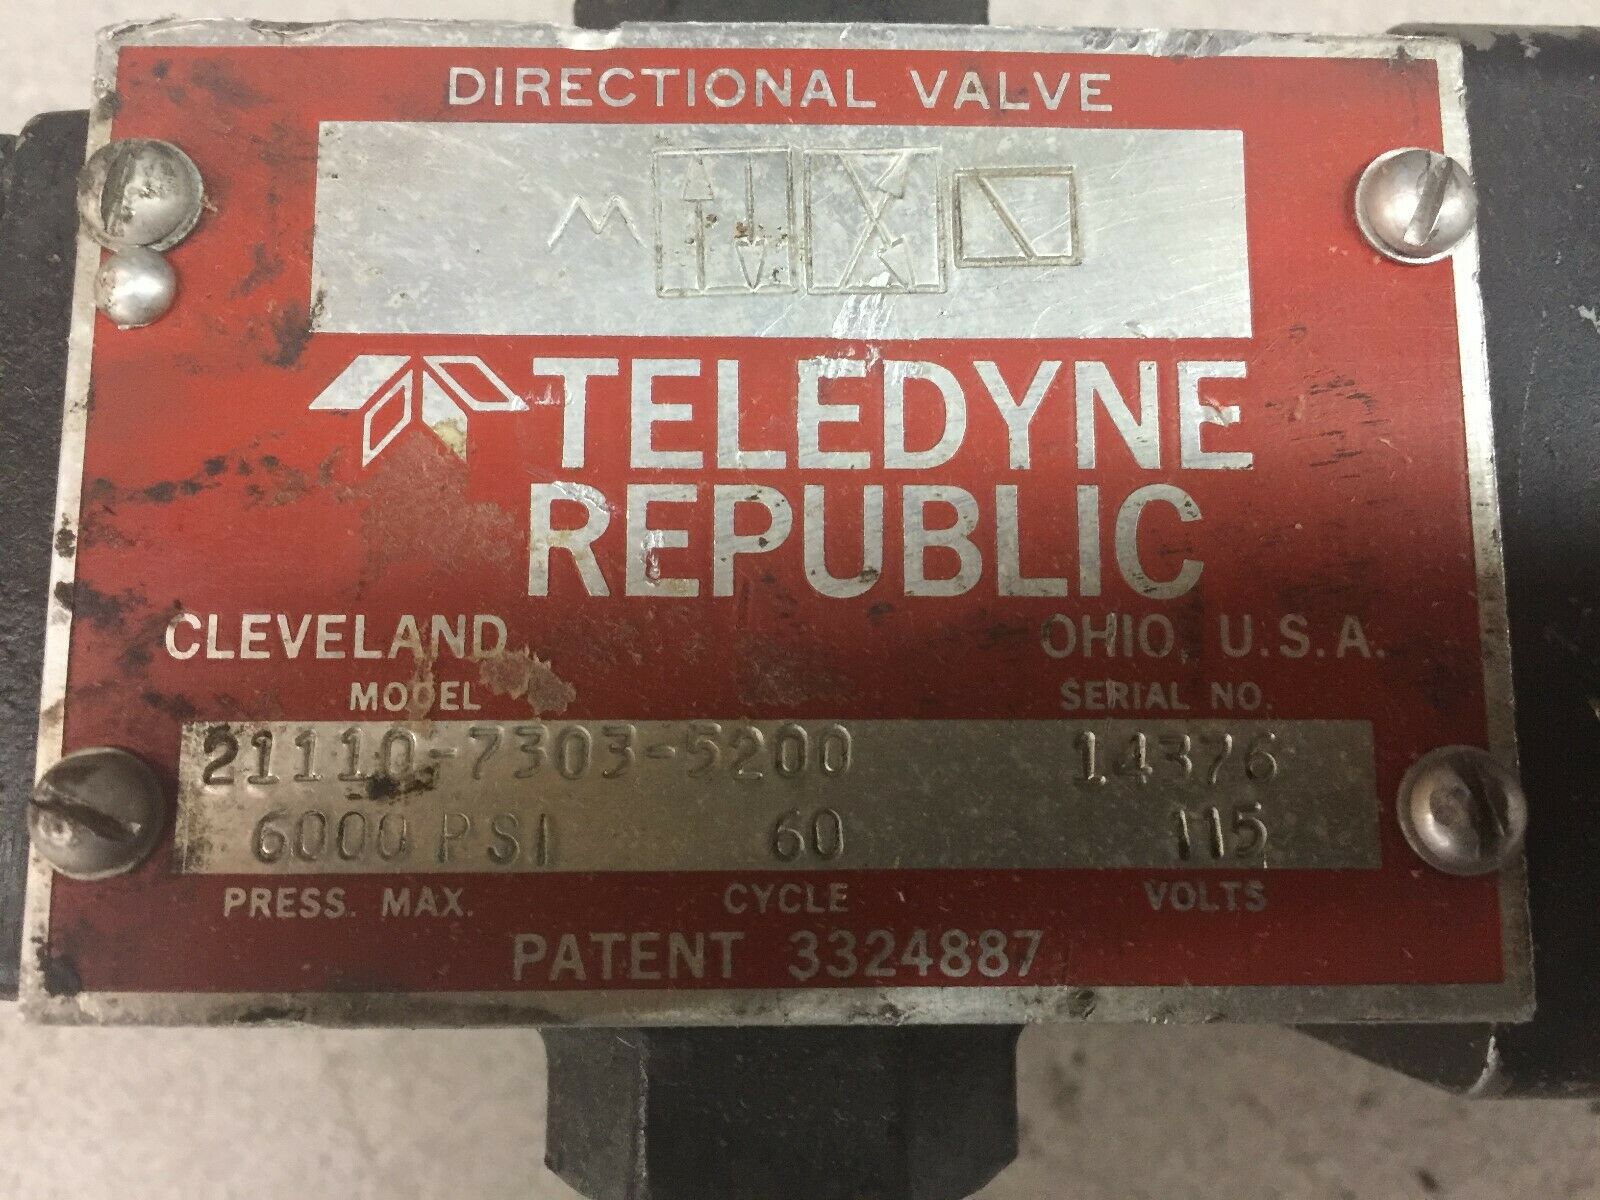 DIRECTIONAL VALVE
TELEDYNE
REPUBLIC
CLEVELAND, OHIO, U.S.A.
MODEL SERIAL NO.
21110-7303-5200 14376
6000 PSI 60 115
PRESS. MAX. CYCLE VOLTS
PATENT 3324887